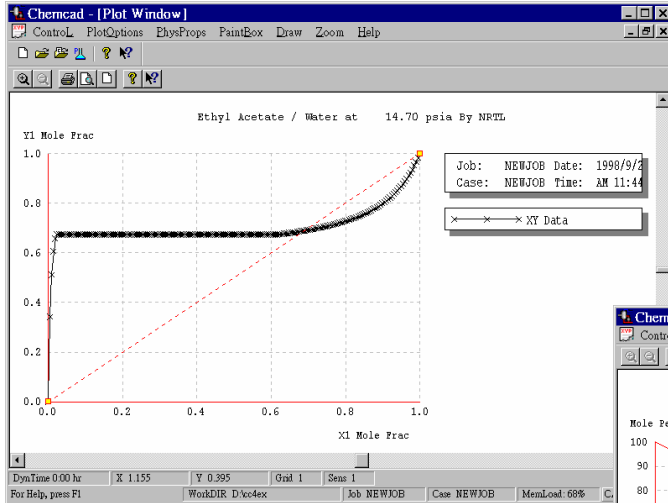 Chemcad - [Plot Window]
ControL PlotOptions PhysProps PaintBox Draw Zoom Help
Ethyl Acetate / Water at 14.70 psia By NRTL
Y1 Mole Frac
1.0
0.8
0.6
0.4
0.2
0.0
0.0 0.2 0.4 0.6 0.8 1.0
X1 Mole Frac
Job: NEWJOB Date: 1998/9/2
Case: NEWJOB Time: AM 11:44
XY Data
DynTime 0:00 hr X 1.155 Y 0.395 Grid 1 Sens 1
For Help, press F1 WorkDIR D:\cc4ex Job NEWJOB Case NEWJOB MemLoad: 68% C
Chem
Contro
Mole Pe
100
90
80